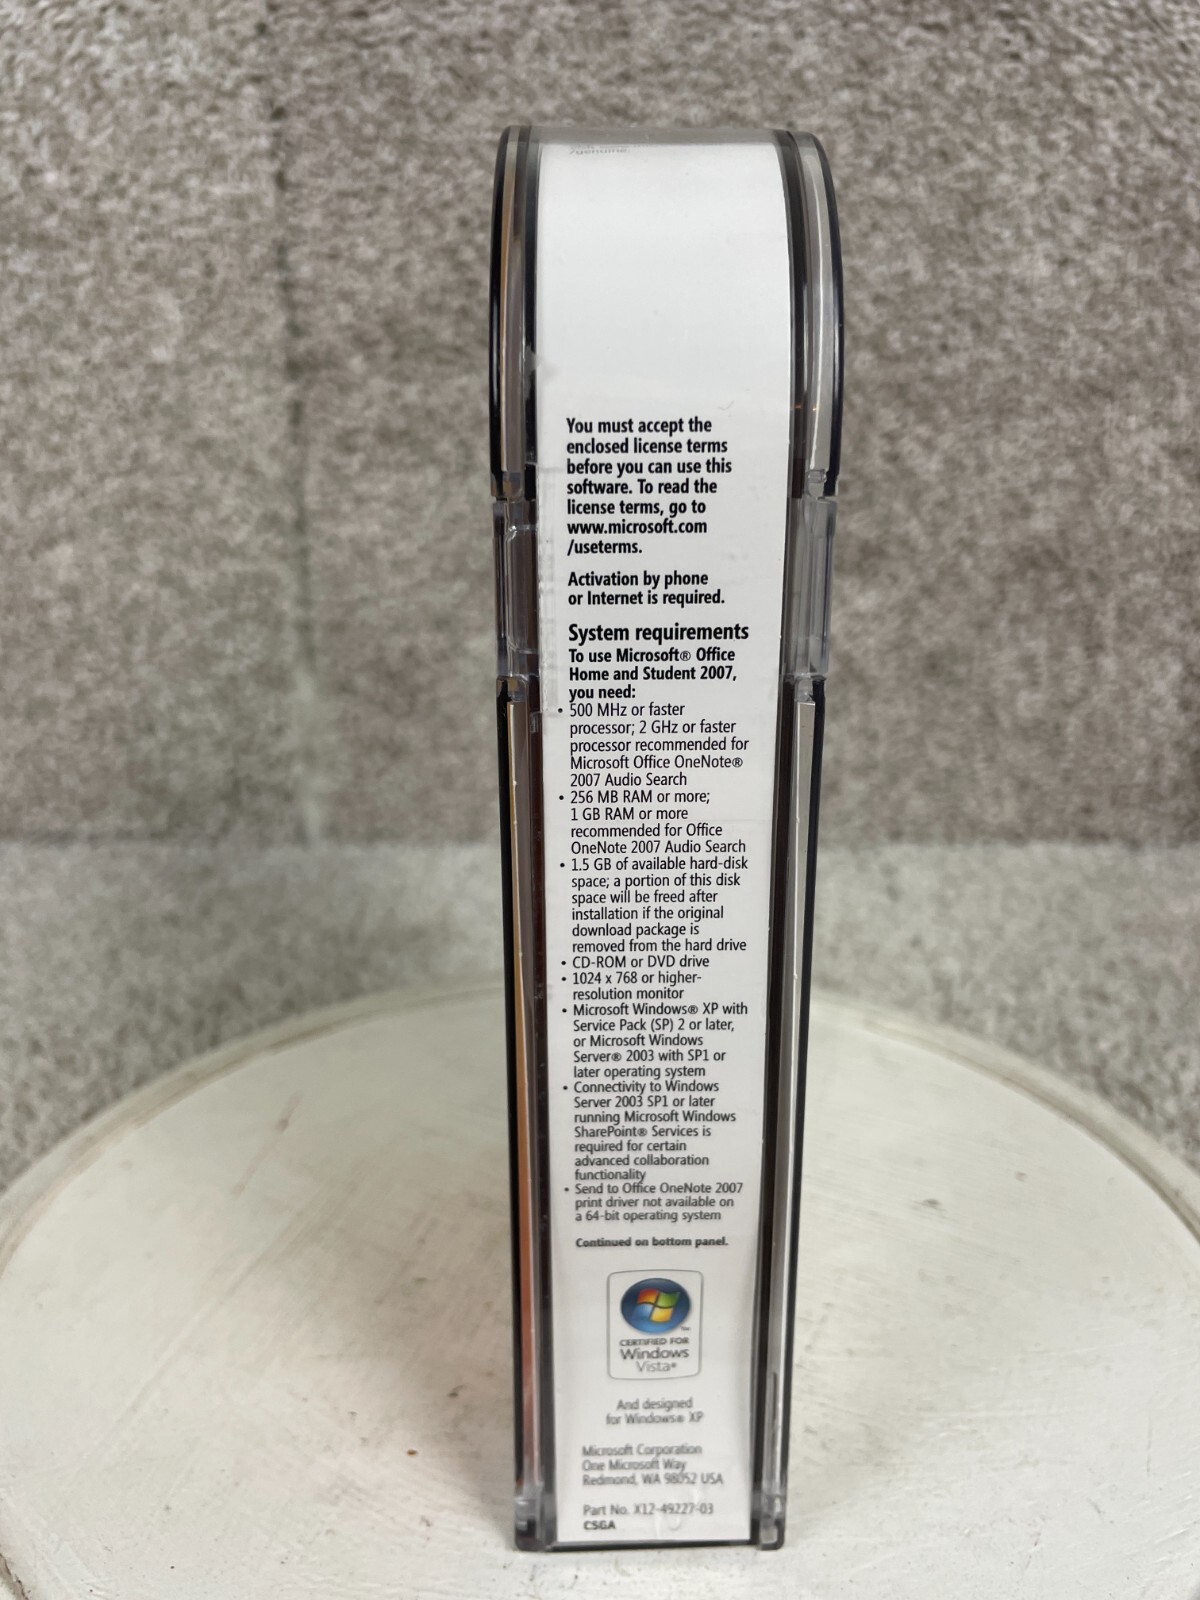 /genuine.
You must accept the
enclosed license terms
before you can use this
software. To read the
license terms, go to
www.microsoft.com
/useterms.
Activation by phone
or Internet is required.
System requirements
To use Microsoft® Office
Home and Student 2007,
you need:
• 500 MHz or faster
processor; 2 GHz or faster
processor recommended for
Microsoft Office OneNote®
2007 Audio Search
• 256 MB RAM or more;
1 GB RAM or more
recommended for Office
OneNote 2007 Audio Search
• 1.5 GB of available hard-disk
space; a portion of this disk
space will be freed after
installation if the original
download package is
removed from the hard drive
• CD-ROM or DVD drive
• 1024 x 768 or higher-
resolution monitor
• Microsoft Windows® XP with
Service Pack (SP) 2 or later,
or Microsoft Windows
Server® 2003 with SP1 or
later operating system
• Connectivity to Windows
Server 2003 SP1 or later
running Microsoft Windows
SharePoint® Services is
required for certain
advanced collaboration
functionality
• Send to Office OneNote 2007
print driver not available on
a 64-bit operating system
Continued on bottom panel.
™
CERTIFIED FOR
Windows
Vista®
And designed
for Windows® XP
Microsoft Corporation
One Microsoft Way
Redmond, WA 98052 USA
Part No. X12-49227-03
CSGA